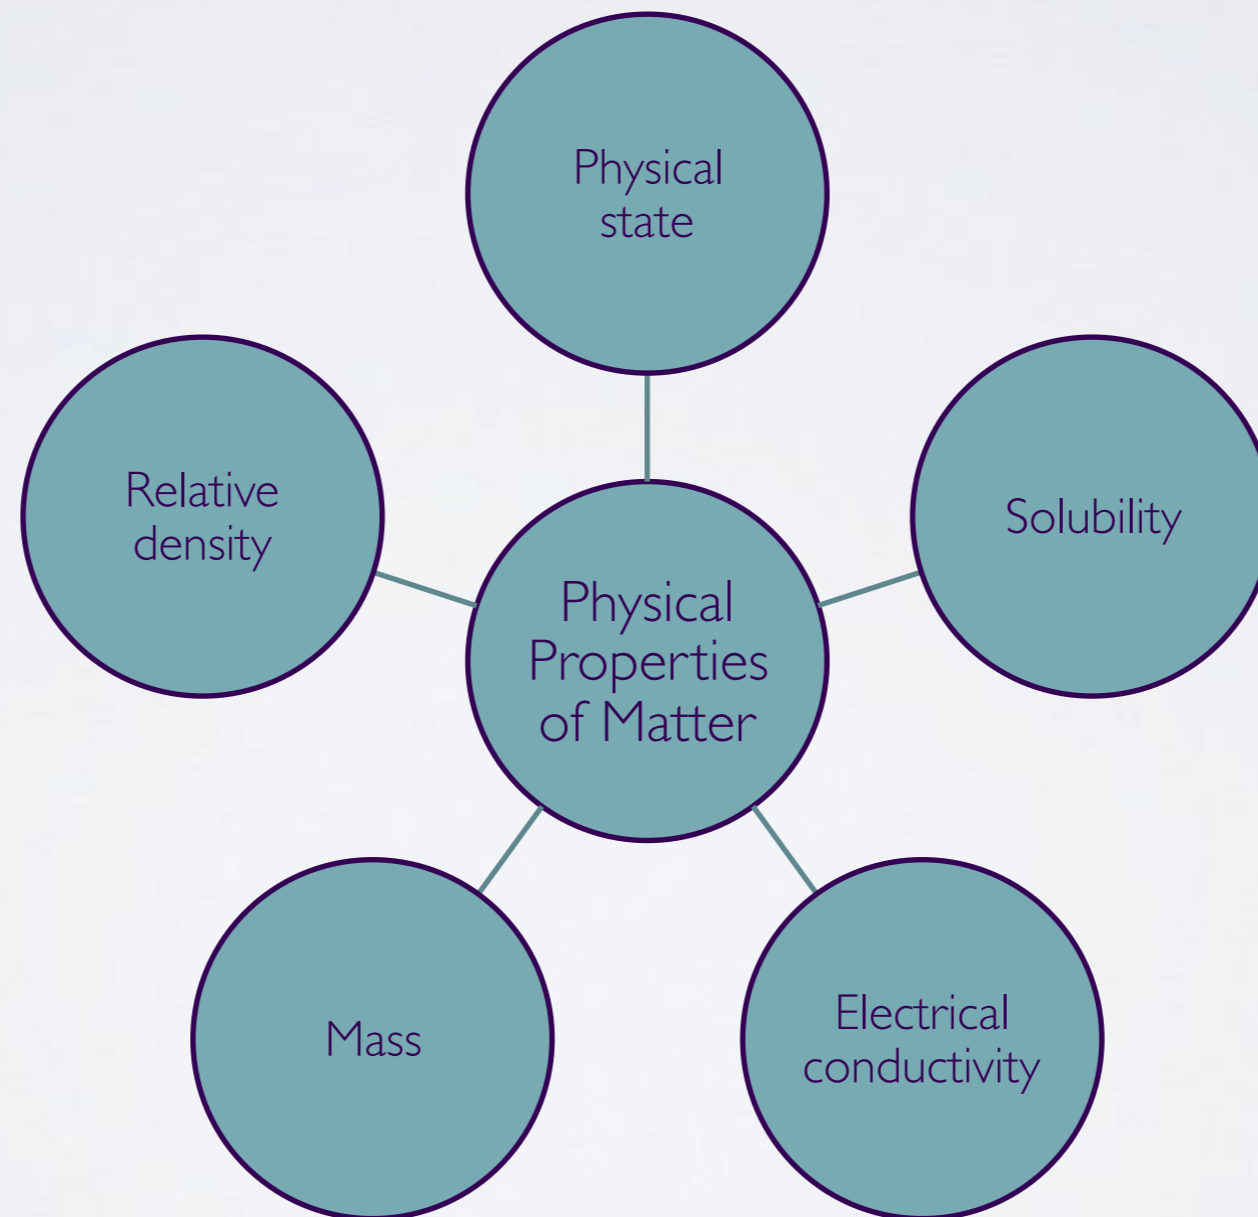 Physical
state
Relative
density
Solubility
Physical
Properties
of Matter
Mass
Electrical
conductivity